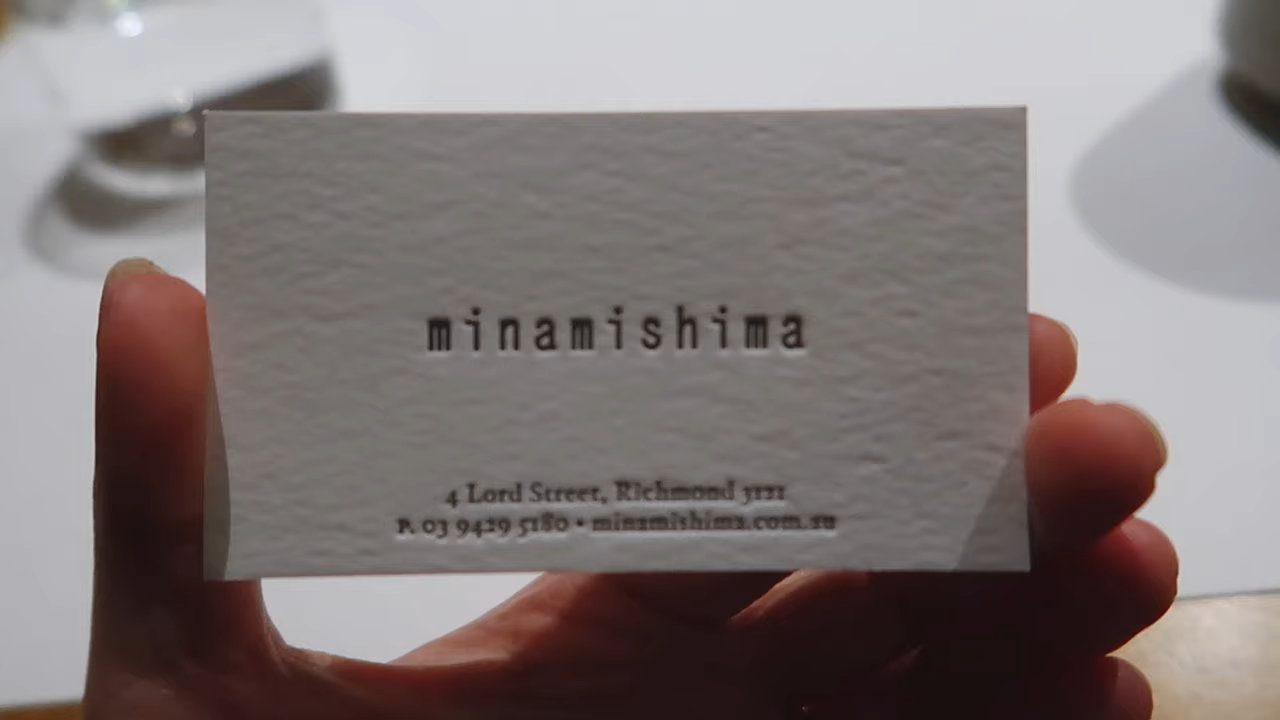 minamishima
4 Lord Street, Richmond 3121
P. 03 9429 5180 • minamishima.com.au